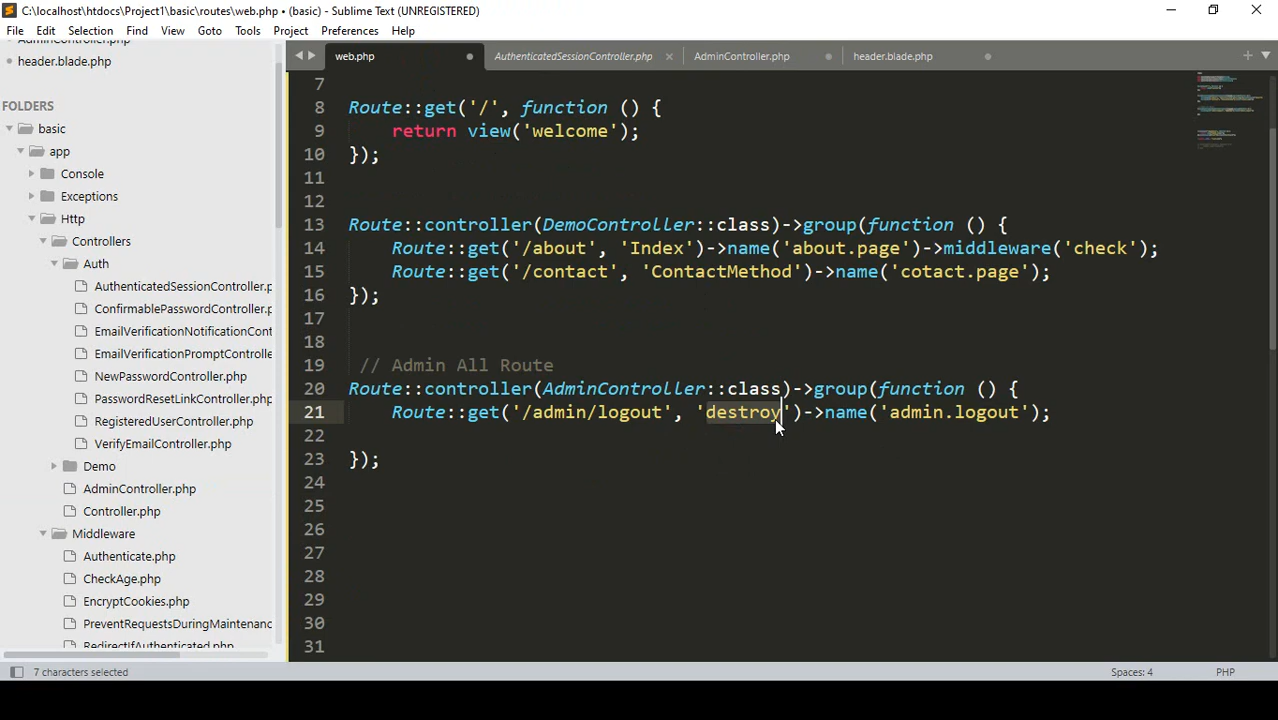 C:\localhost\htdocs\Project1\basic\routes\web.php • (basic) - Sublime Text (UNREGISTERED)
File Edit Selection Find View Goto Tools Project Preferences Help
AdminController.php
header.blade.php
FOLDERS
basic
app
Console
Exceptions
Http
Controllers
Auth
AuthenticatedSessionController.p
ConfirmablePasswordController.p
EmailVerificationNotificationCont
EmailVerificationPromptControlle
NewPasswordController.php
PasswordResetLinkController.php
RegisteredUserController.php
VerifyEmailController.php
Demo
AdminController.php
Controller.php
Middleware
Authenticate.php
CheckAge.php
EncryptCookies.php
PreventRequestsDuringMaintenanc
RedirectIfAuthenticated.php
web.php AuthenticatedSessionController.php AdminController.php header.blade.php
7
8 Route::get('/', function () {
9 return view('welcome');
10 });
11
12
13 Route::controller(DemoController::class)->group(function () {
14 Route::get('/about', 'Index')->name('about.page')->middleware('check');
15 Route::get('/contact', 'ContactMethod')->name('cotact.page');
16 });
17
18
19 // Admin All Route
20 Route::controller(AdminController::class)->group(function () {
21 Route::get('/admin/logout', 'destroy')->name('admin.logout');
22
23 });
24
25
26
27
28
29
30
31
7 characters selected Spaces: 4 PHP